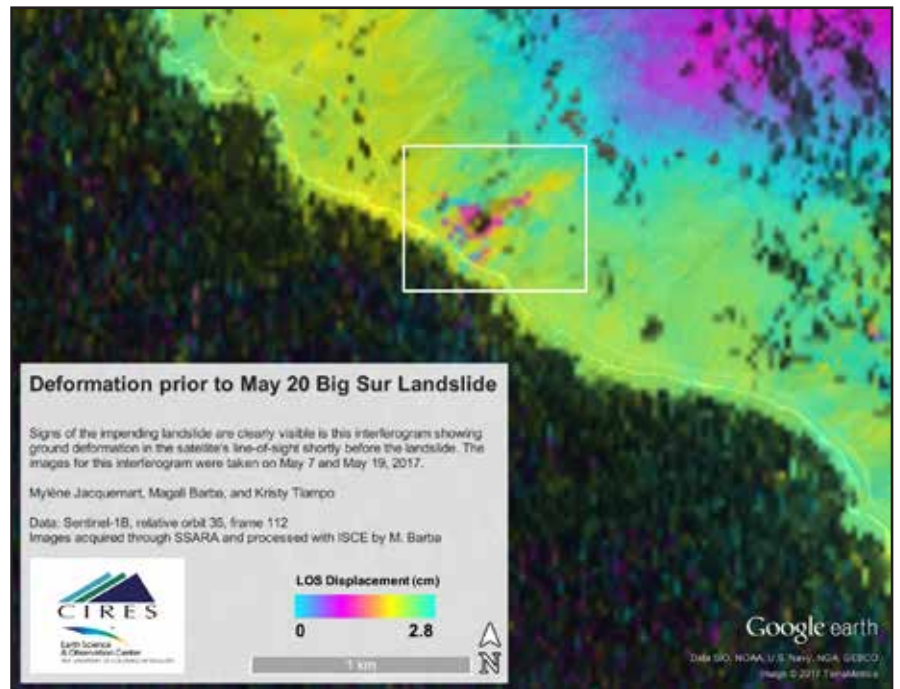 Deformation prior to May 20 Big Sur Landslide
Signs of the impending landslide are clearly visible is this interferogram showing
ground deformation in the satellite's line-of-sight shortly before the landslide. The
images for this interferogram were taken on May 7 and May 19, 2017.
Mylène Jacquemart, Magali Barba, and Kristy Tiampo
Data: Sentinel-1B, relative orbit 35, frame 112
Images acquired through SSARA and processed with ISCE by M. Barba
CIRES
Earth Science
& Observation Center
LOS Displacement (cm)
0 2.8
N
1 km
Google earth
Data SIO, NOAA, U.S. Navy, NGA, GEBCO
Image © 2017 TerraMetrics